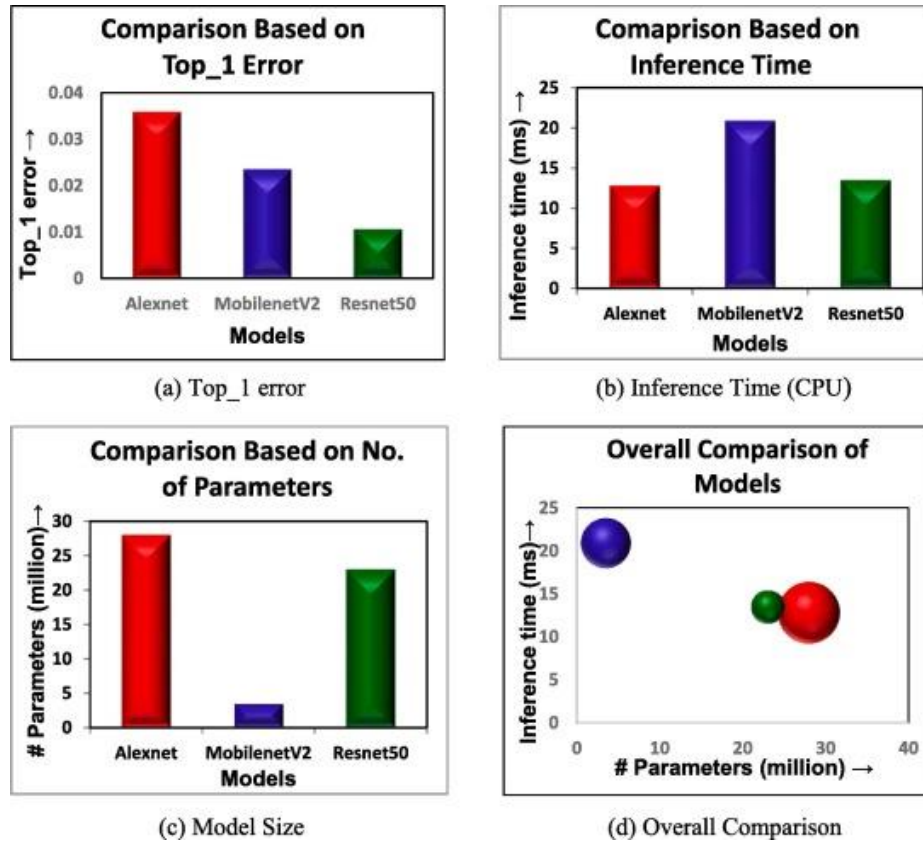 Comparison Based on
Top_1 Error
Top_1 error →
0.04
0.03
0.02
0.01
0
Alexnet MobilenetV2 Resnet50
Models
(a) Top_1 error
Comaprison Based on
Inference Time
Inference time (ms) →
25
20
15
10
5
0
Alexnet MobilenetV2 Resnet50
Models
(b) Inference Time (CPU)
Comparison Based on No.
of Parameters
# Parameters (million)→
30
25
20
15
10
5
0
Alexnet MobilenetV2 Resnet50
Models
(c) Model Size
Overall Comparison of
Models
Inference time (ms)→
25
20
15
10
5
0
0 10 20 30 40
# Parameters (million) →
(d) Overall Comparison